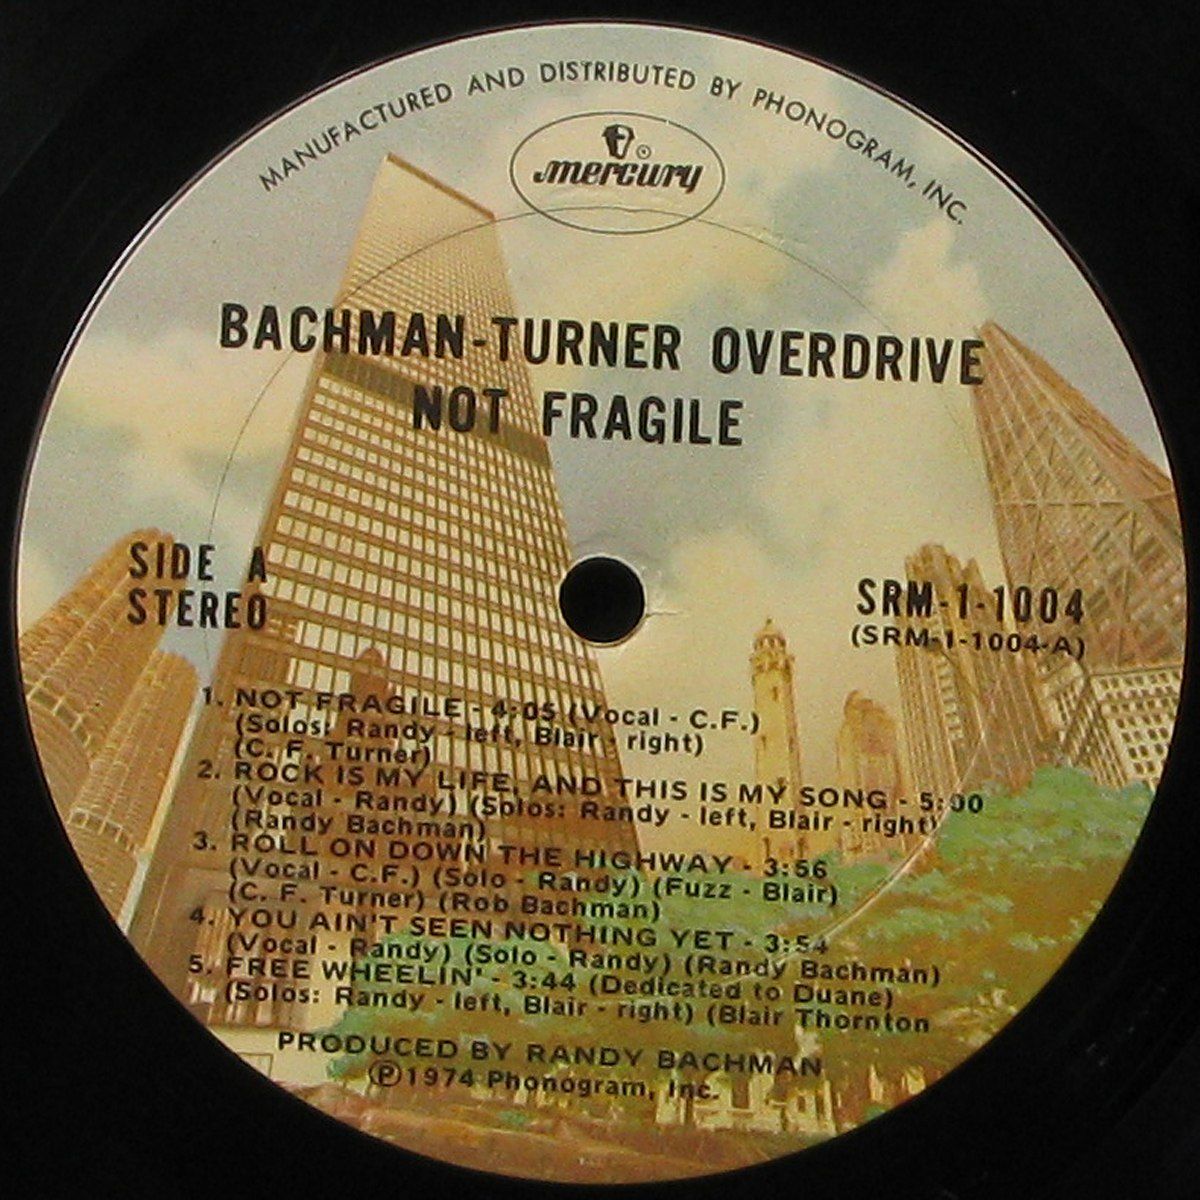 MANUFACTURED AND DISTRIBUTED BY PHONOGRAM, INC.
mercury ®
BACHMAN-TURNER OVERDRIVE
NOT FRAGILE
SIDE A
STEREO
SRM-1-1004
(SRM-1-1004-A)
1. NOT FRAGILE - 4:05 (Vocal - C.F.)
(Solos: Randy - left, Blair - right)
(C. F. Turner)
2. ROCK IS MY LIFE, AND THIS IS MY SONG - 5:00
(Vocal - Randy) (Solos: Randy - left, Blair - right)
(Randy Bachman)
3. ROLL ON DOWN THE HIGHWAY - 3:56
(Vocal - C.F.) (Solo - Randy) (Fuzz - Blair)
(C. F. Turner) (Rob Bachman)
4. YOU AIN'T SEEN NOTHING YET - 3:54
(Vocal - Randy) (Solo - Randy) (Randy Bachman)
5. FREE WHEELIN' - 3:44 (Dedicated to Duane)
(Solos: Randy - left, Blair - right) (Blair Thornton
PRODUCED BY RANDY BACHMAN
℗1974 Phonogram, Inc.